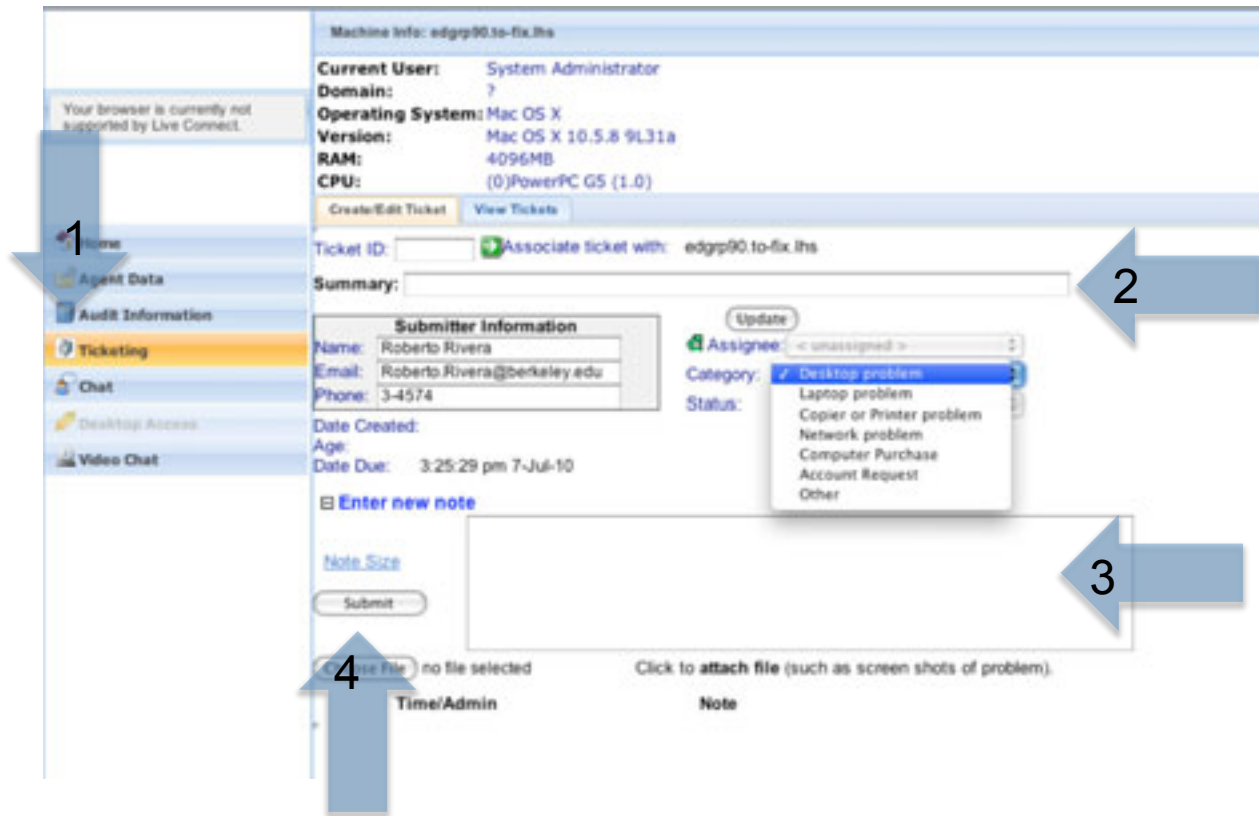 Machine Info: edgrp90.to-fix.lhs
Current User: System Administrator
Domain: ?
Operating System: Mac OS X
Version: Mac OS X 10.5.8 9L31a
RAM: 4096MB
CPU: (0)PowerPC G5 (1.0)
Your browser is currently not
supported by Live Connect.
Create/Edit Ticket View Tickets
1
Home
Agent Data
Audit Information
Ticketing
Chat
Desktop Access
Video Chat
Ticket ID: Associate ticket with: edgrp90.to-fix.lhs
Summary:
2
Submitter Information
Name: Roberto Rivera
Email: Roberto.Rivera@berkeley.edu
Phone: 3-4574
Update
Assignee: < unassigned >
Category: ✓ Desktop problem
Laptop problem
Copier or Printer problem
Network problem
Computer Purchase
Account Request
Other
Status:
Date Created:
Age:
Date Due: 3:25:29 pm 7-Jul-10
Enter new note
Note Size
3
Submit
4
Choose File no file selected Click to attach file (such as screen shots of problem).
Time/Admin Note